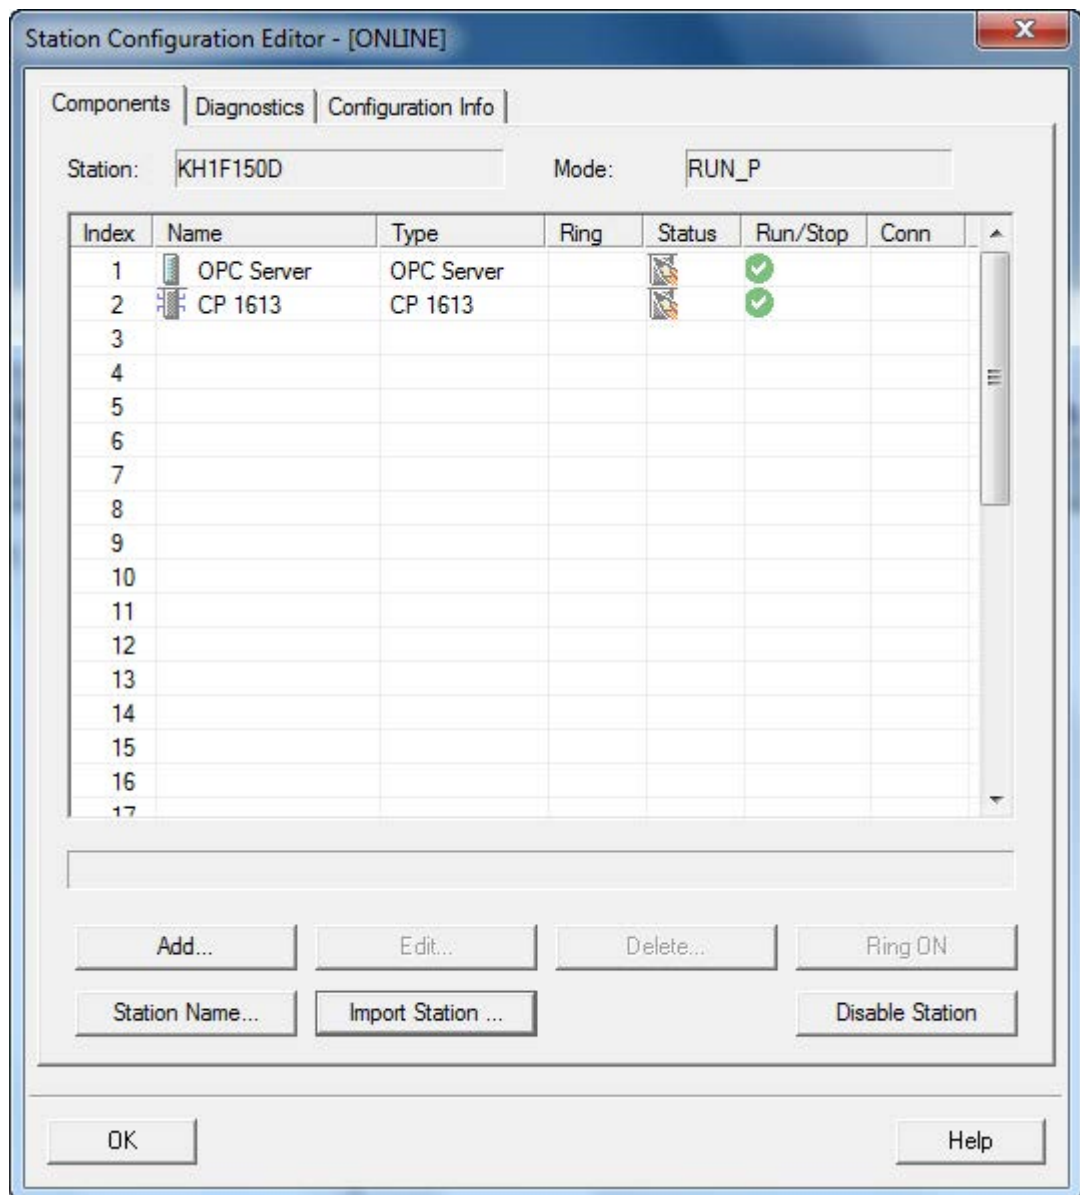 Station Configuration Editor - [ONLINE]
Components Diagnostics Configuration Info
Station: KH1F150D Mode: RUN_P
Index Name Type Ring Status Run/Stop Conn
1 OPC Server OPC Server
2 CP 1613 CP 1613
3
4
5
6
7
8
9
10
11
12
13
14
15
16
17
Add... Edit... Delete... Ring ON
Station Name... Import Station ... Disable Station
OK Help